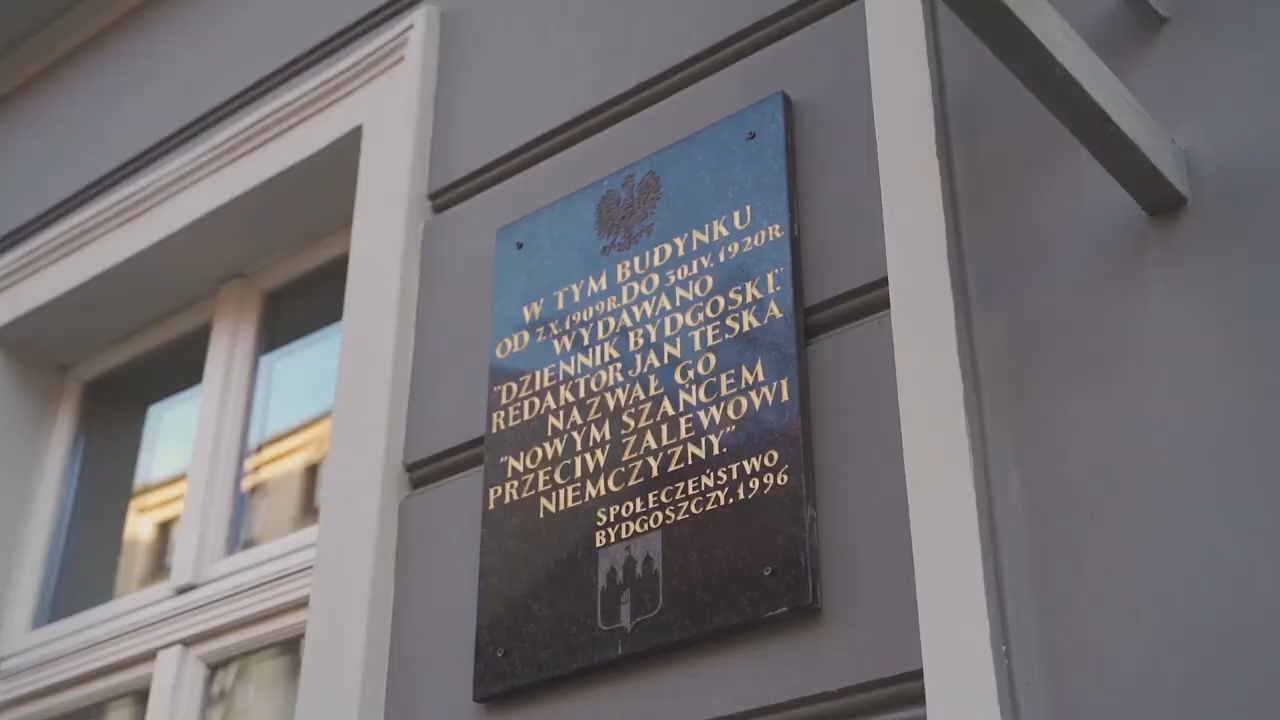 W TYM BUDYNKU
OD 7.X.1909R. DO 30.IV.1920R.
WYDAWANO
"DZIENNIK BYDGOSKI."
REDAKTOR JAN TESKA
NAZWAŁ GO
"NOWYM SZAŃCEM
PRZECIW ZALEWOWI
NIEMCZYZNY."
SPOŁECZEŃSTWO
BYDGOSZCZY, 1996